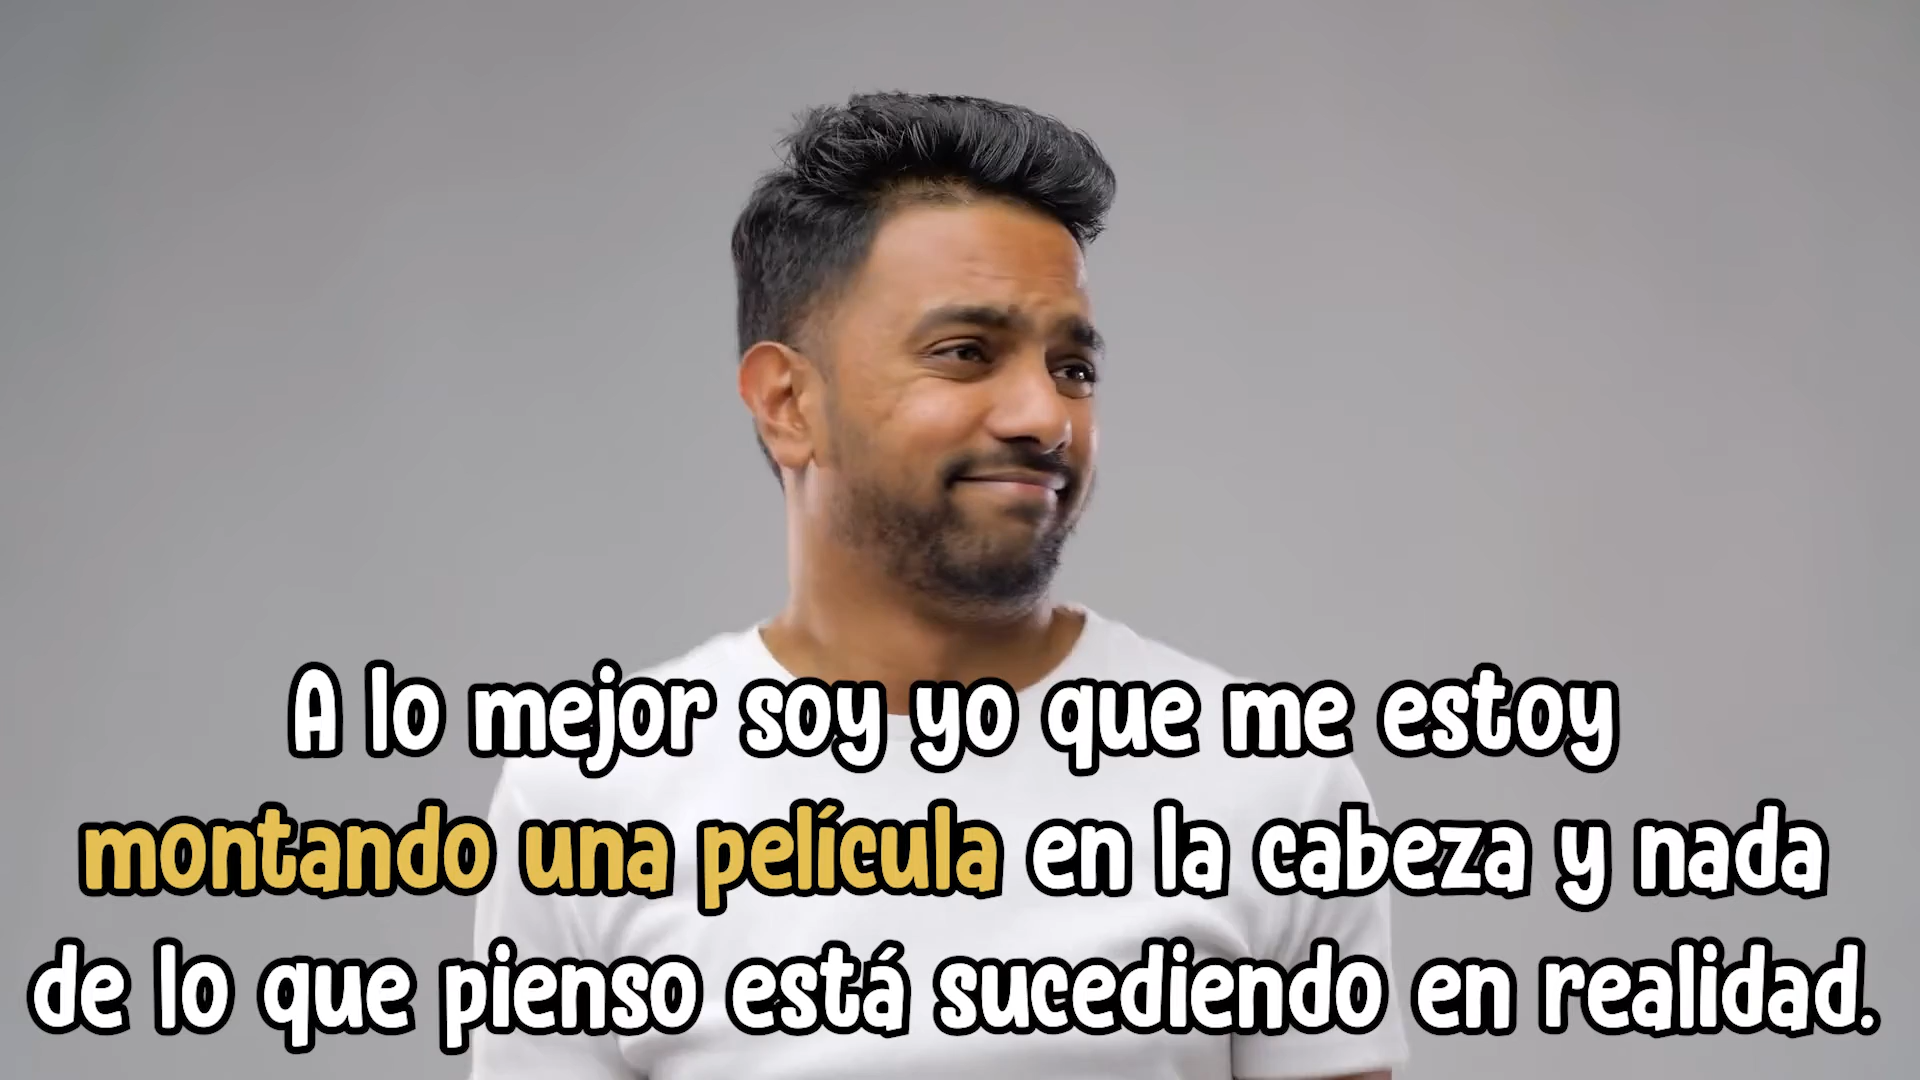 A lo mejor soy yo que me estoy
montando una película en la cabeza y nada
de lo que pienso está sucediendo en realidad.